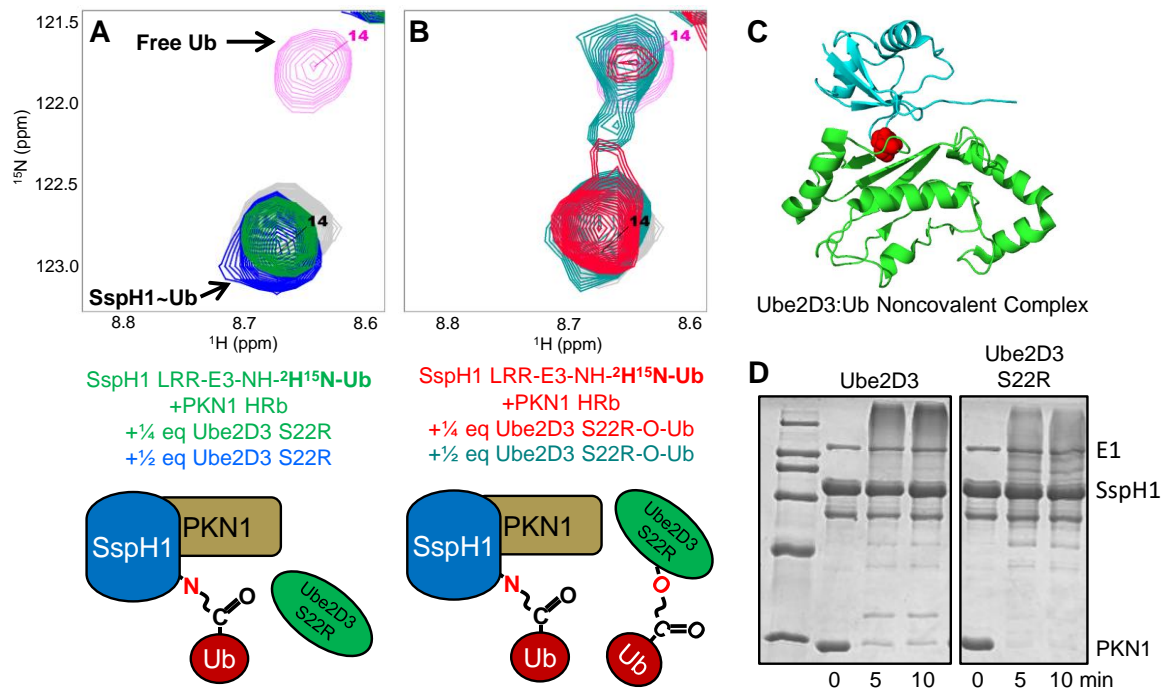 A
Free Ub
14
14
SspH1~Ub
121.5
122.0
122.5
123.0
15N (ppm)
8.8
8.7
8.6
1H (ppm)
SspH1 LRR-E3-NH-2H15N-Ub
+PKN1 HRb
+¼ eq Ube2D3 S22R
+½ eq Ube2D3 S22R
SspH1
PKN1
N
C
O
Ub
Ube2D3
S22R
B
14
14
8.8
8.7
8.6
1H (ppm)
SspH1 LRR-E3-NH-2H15N-Ub
+PKN1 HRb
+¼ eq Ube2D3 S22R-O-Ub
+½ eq Ube2D3 S22R-O-Ub
SspH1
PKN1
N
C
O
Ub
Ube2D3
S22R
O
C
O
Ub
C
Ube2D3:Ub Noncovalent Complex
D
Ube2D3
Ube2D3
S22R
E1
SspH1
PKN1
0 5 10
0 5 10 min